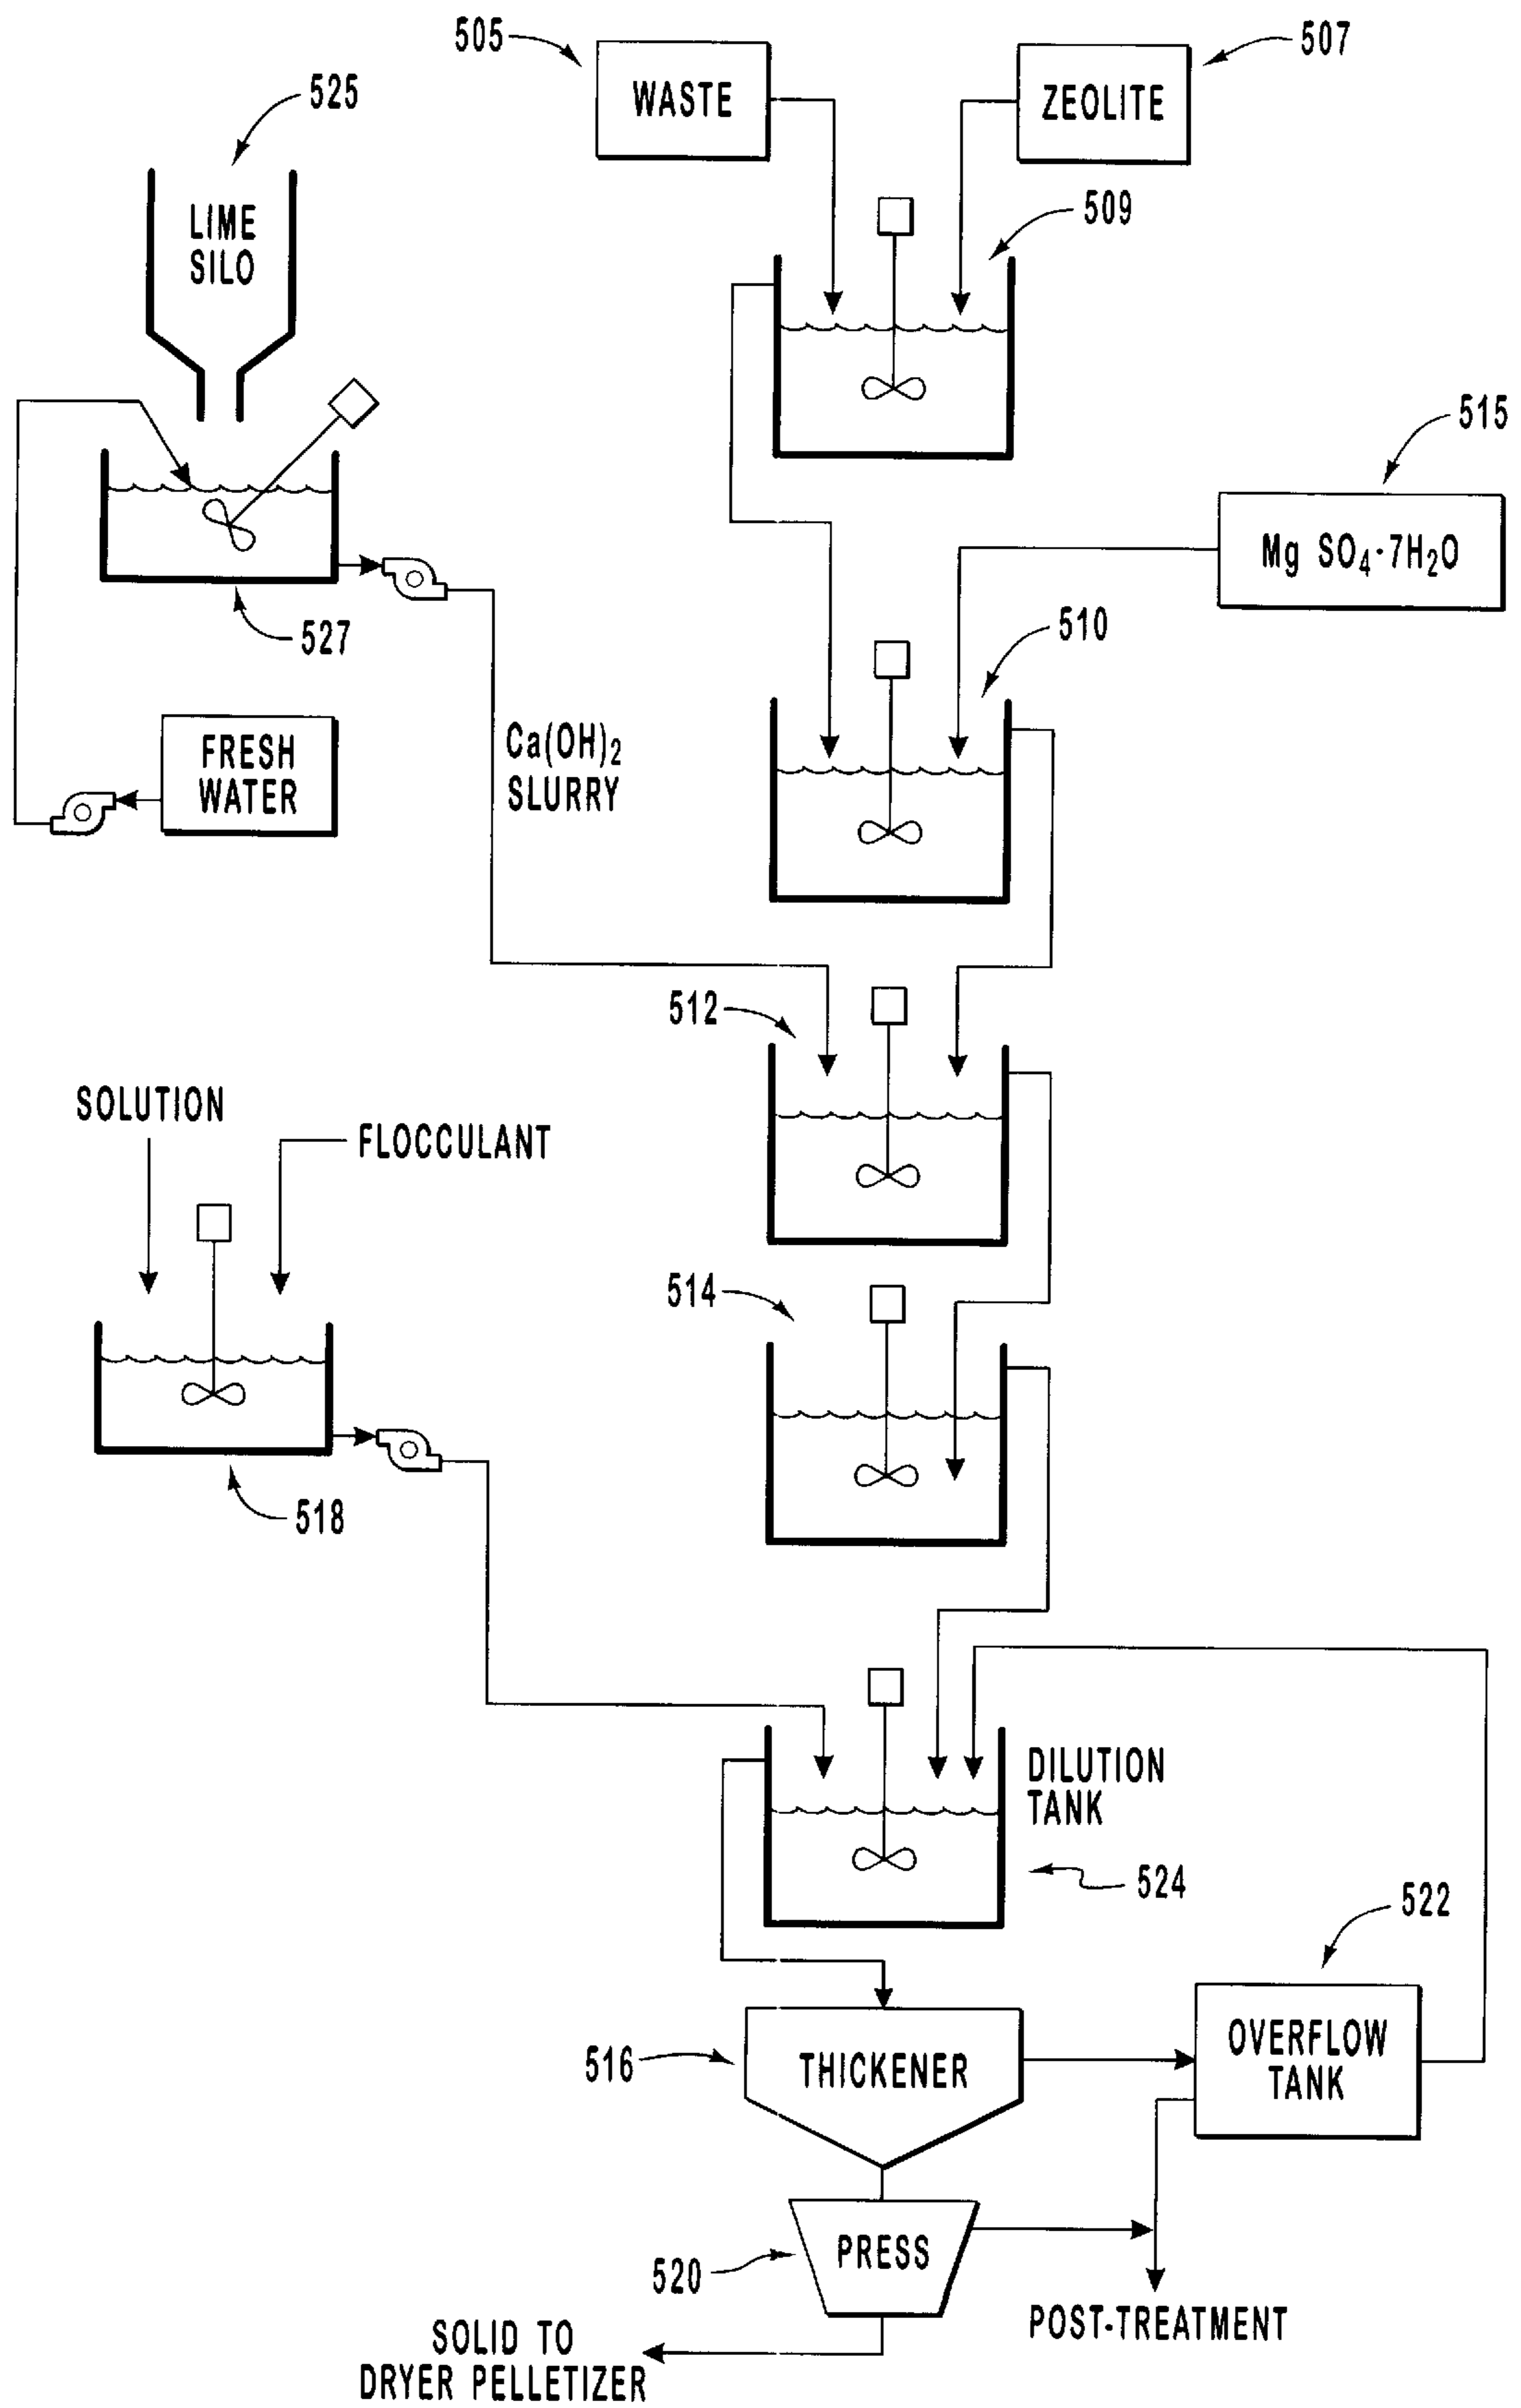 505
WASTE
507
ZEOLITE
525
LIME
SILO
509
515
Mg SO₄·7H₂O
527
510
FRESH
WATER
Ca(OH)₂
SLURRY
512
SOLUTION
FLOCCULANT
514
518
DILUTION
TANK
524
522
OVERFLOW
TANK
516
THICKENER
PRESS
520
POST-TREATMENT
SOLID TO
DRYER PELLETIZER